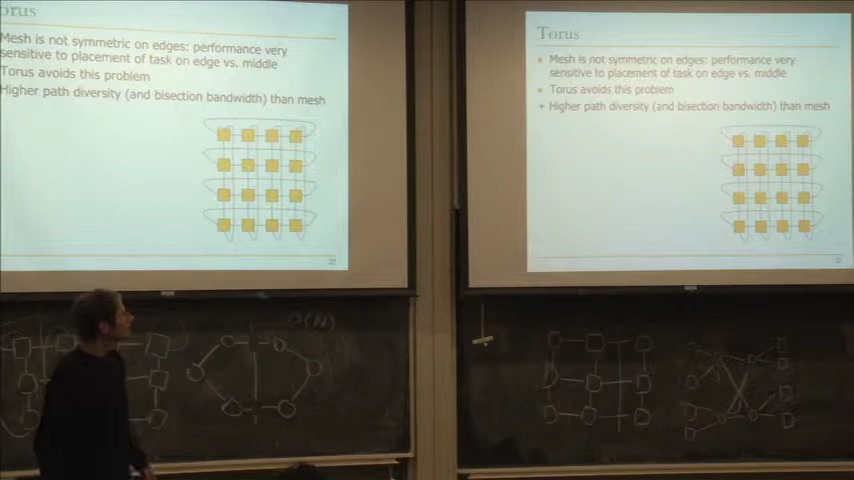 orus
Mesh is not symmetric on edges: performance very
sensitive to placement of task on edge vs. middle
Torus avoids this problem
Higher path diversity (and bisection bandwidth) than mesh
Torus
Mesh is not symmetric on edges: performance very
sensitive to placement of task on edge vs. middle
Torus avoids this problem
+ Higher path diversity (and bisection bandwidth) than mesh